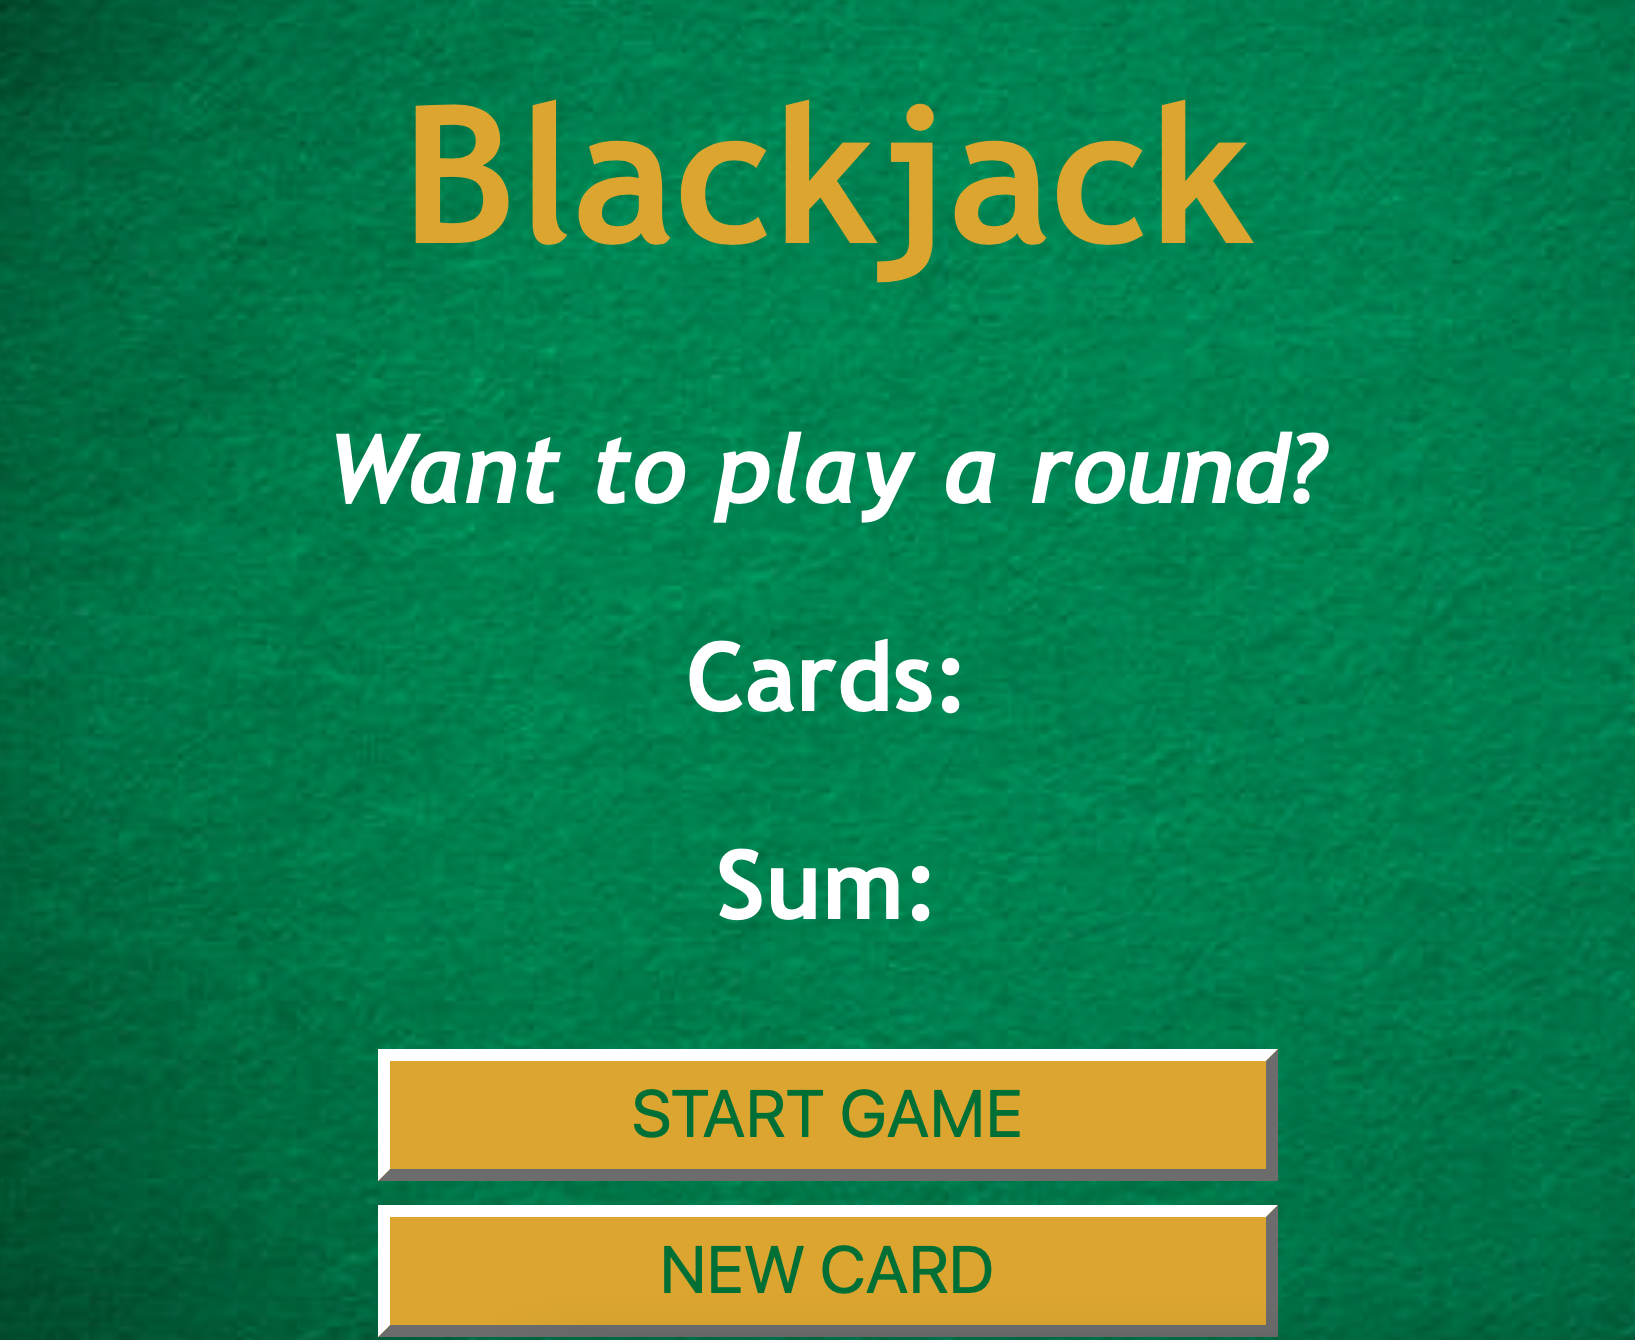 Blackjack
Want to play a round?
Cards:
Sum:
START GAME
NEW CARD